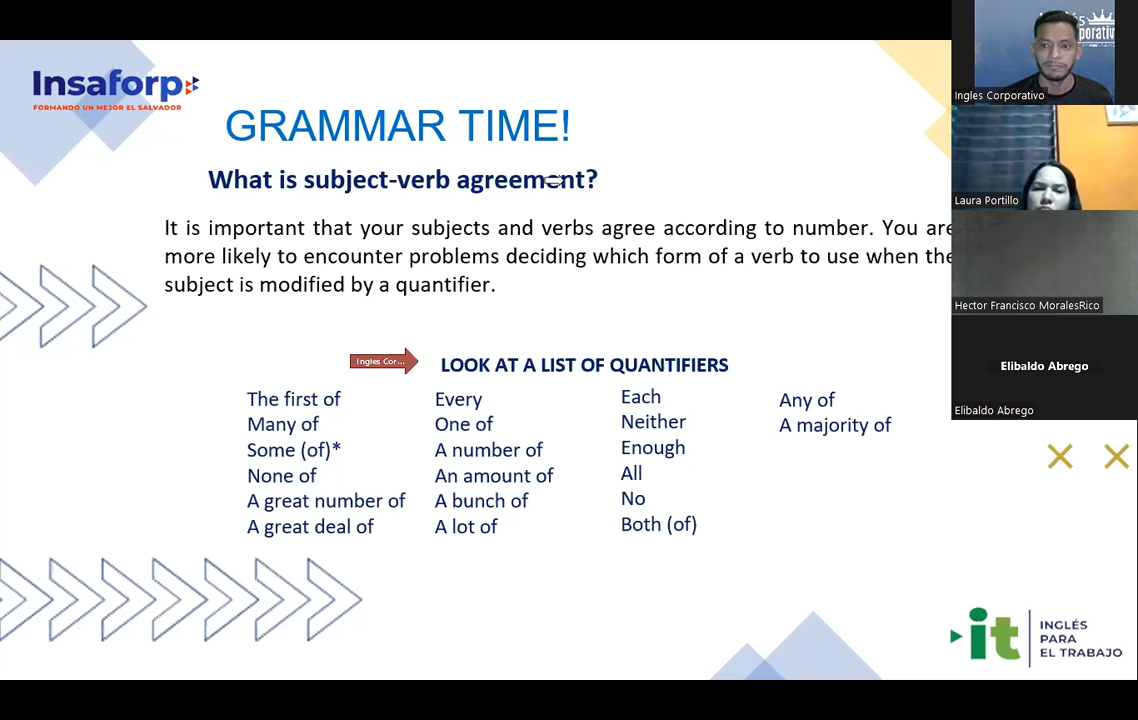 Insaforp
FORMANDO UN MEJOR EL SALVADOR
GRAMMAR TIME!
What is subject-verb agreement?
It is important that your subjects and verbs agree according to number. You are
more likely to encounter problems deciding which form of a verb to use when the
subject is modified by a quantifier.
Ingles Cor...
LOOK AT A LIST OF QUANTIFIERS
The first of
Many of
Some (of)*
None of
A great number of
A great deal of
Every
One of
A number of
An amount of
A bunch of
A lot of
Each
Neither
Enough
All
No
Both (of)
Any of
A majority of
Ingles Corporativo
Laura Portillo
Hector Francisco MoralesRico
Elibaldo Abrego
Elibaldo Abrego
it
INGLÉS
PARA
EL TRABAJO